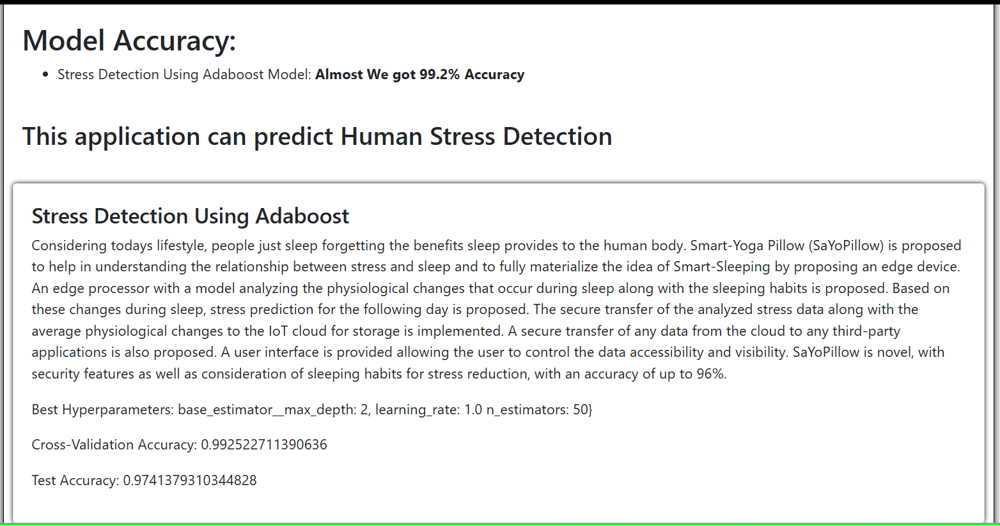 Model Accuracy:
• Stress Detection Using Adaboost Model: Almost We got 99.2% Accuracy
This application can predict Human Stress Detection
Stress Detection Using Adaboost
Considering todays lifestyle, people just sleep forgetting the benefits sleep provides to the human body. Smart-Yoga Pillow (SaYoPillow) is proposed
to help in understanding the relationship between stress and sleep and to fully materialize the idea of Smart-Sleeping by proposing an edge device.
An edge processor with a model analyzing the physiological changes that occur during sleep along with the sleeping habits is proposed. Based on
these changes during sleep, stress prediction for the following day is proposed. The secure transfer of the analyzed stress data along with the
average physiological changes to the IoT cloud for storage is implemented. A secure transfer of any data from the cloud to any third-party
applications is also proposed. A user interface is provided allowing the user to control the data accessibility and visibility. SaYoPillow is novel, with
security features as well as consideration of sleeping habits for stress reduction, with an accuracy of up to 96%.
Best Hyperparameters: base_estimator__max_depth: 2, learning_rate: 1.0 n_estimators: 50}
Cross-Validation Accuracy: 0.992522711390636
Test Accuracy: 0.9741379310344828